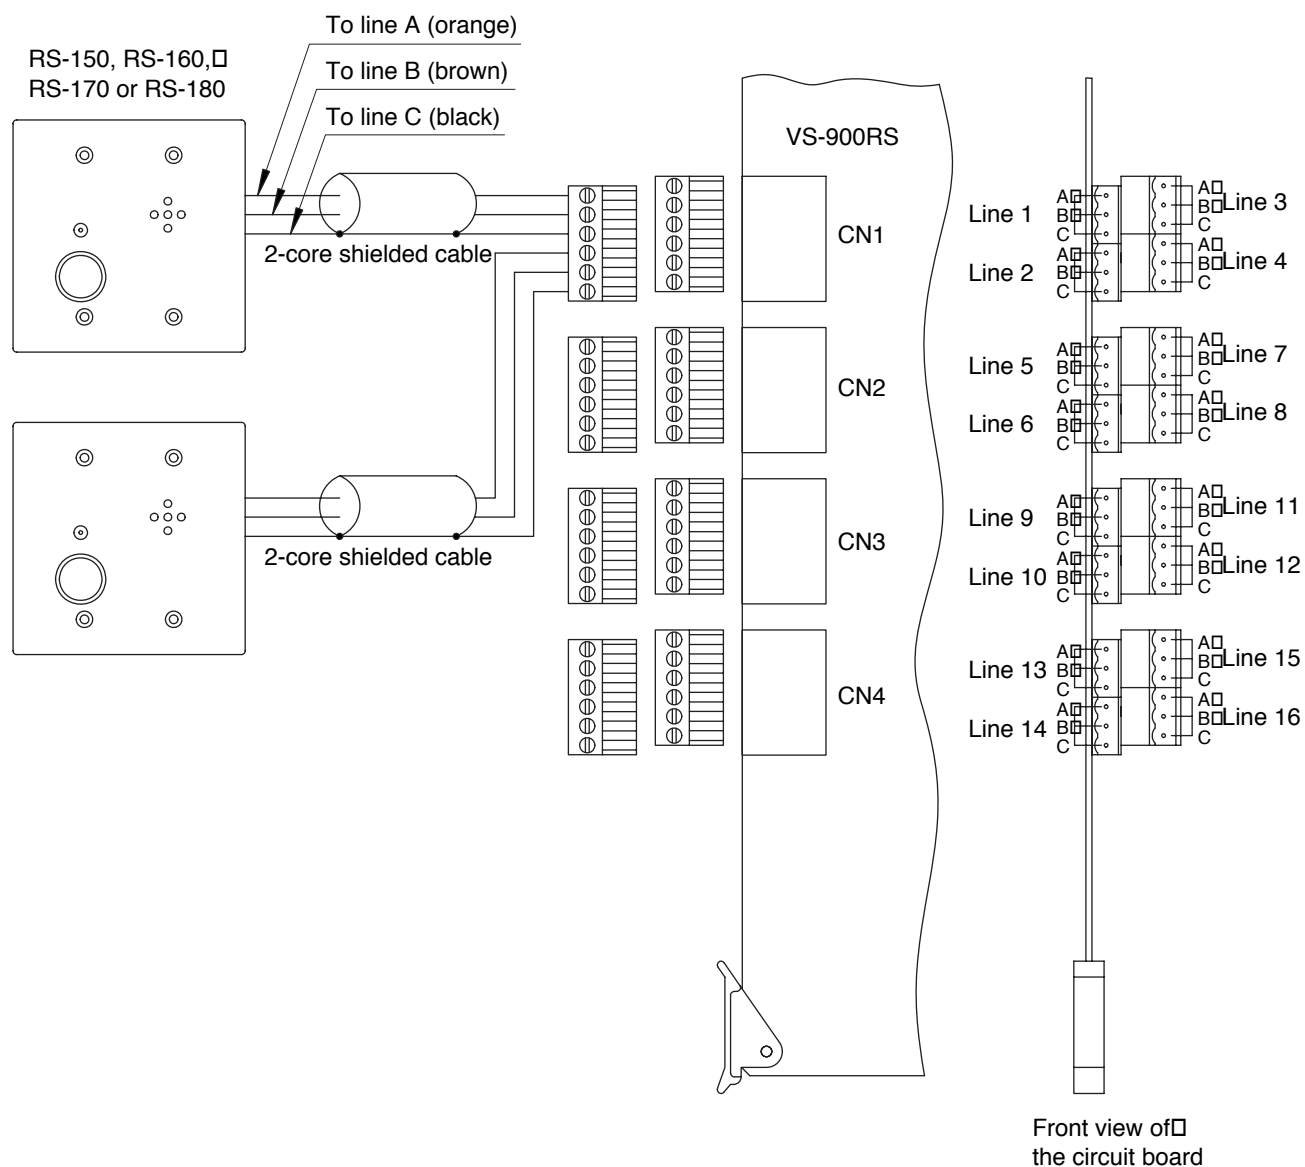 To line A (orange)
RS-150, RS-160,
RS-170 or RS-180
To line B (brown)
To line C (black)
2-core shielded cable
2-core shielded cable
VS-900RS
CN1
CN2
CN3
CN4
Line 1
A
B
C
Line 2
A
B
C
A
B
C
Line 3
A
B
C
Line 4
Line 5
A
B
C
Line 6
A
B
C
A
B
C
Line 7
A
B
C
Line 8
Line 9
A
B
C
Line 10
A
B
C
A
B
C
Line 11
A
B
C
Line 12
Line 13
A
B
C
Line 14
A
B
C
A
B
C
Line 15
A
B
C
Line 16
Front view of
the circuit board